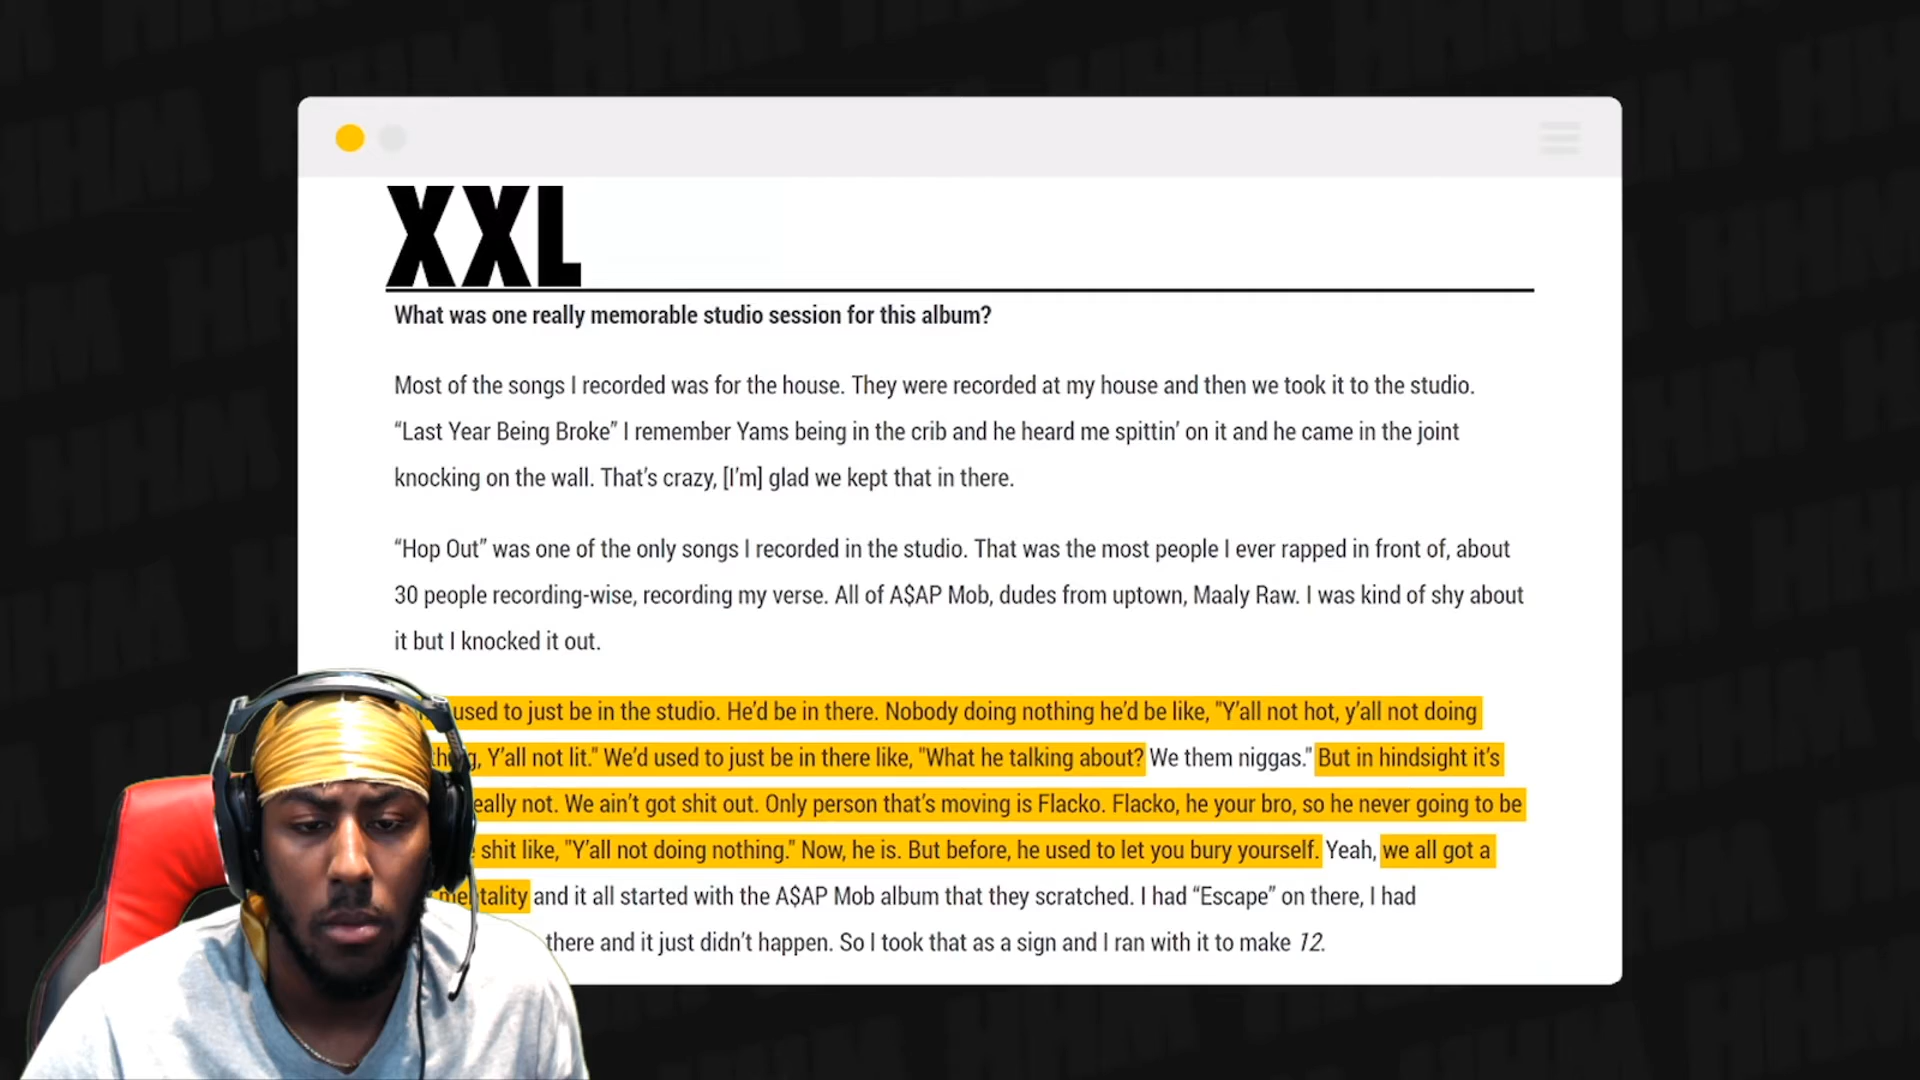 XXL
What was one really memorable studio session for this album?
Most of the songs I recorded was for the house. They were recorded at my house and then we took it to the studio.
“Last Year Being Broke” I remember Yams being in the crib and he heard me spittin’ on it and he came in the joint
knocking on the wall. That’s crazy, [I’m] glad we kept that in there.
“Hop Out” was one of the only songs I recorded in the studio. That was the most people I ever rapped in front of, about
30 people recording-wise, recording my verse. All of A$AP Mob, dudes from uptown, Maaly Raw. I was kind of shy about
it but I knocked it out.
used to just be in the studio. He’d be in there. Nobody doing nothing he’d be like, "Y’all not hot, y’all not doing
Y’all not lit." We’d used to just be in there like, "What he talking about? We them niggas." But in hindsight it’s
not. We ain’t got shit out. Only person that’s moving is Flacko. Flacko, he your bro, so he never going to be
shit like, "Y’all not doing nothing." Now, he is. But before, he used to let you bury yourself. Yeah, we all got a
mentality and it all started with the A$AP Mob album that they scratched. I had “Escape” on there, I had
there and it just didn’t happen. So I took that as a sign and I ran with it to make 12.